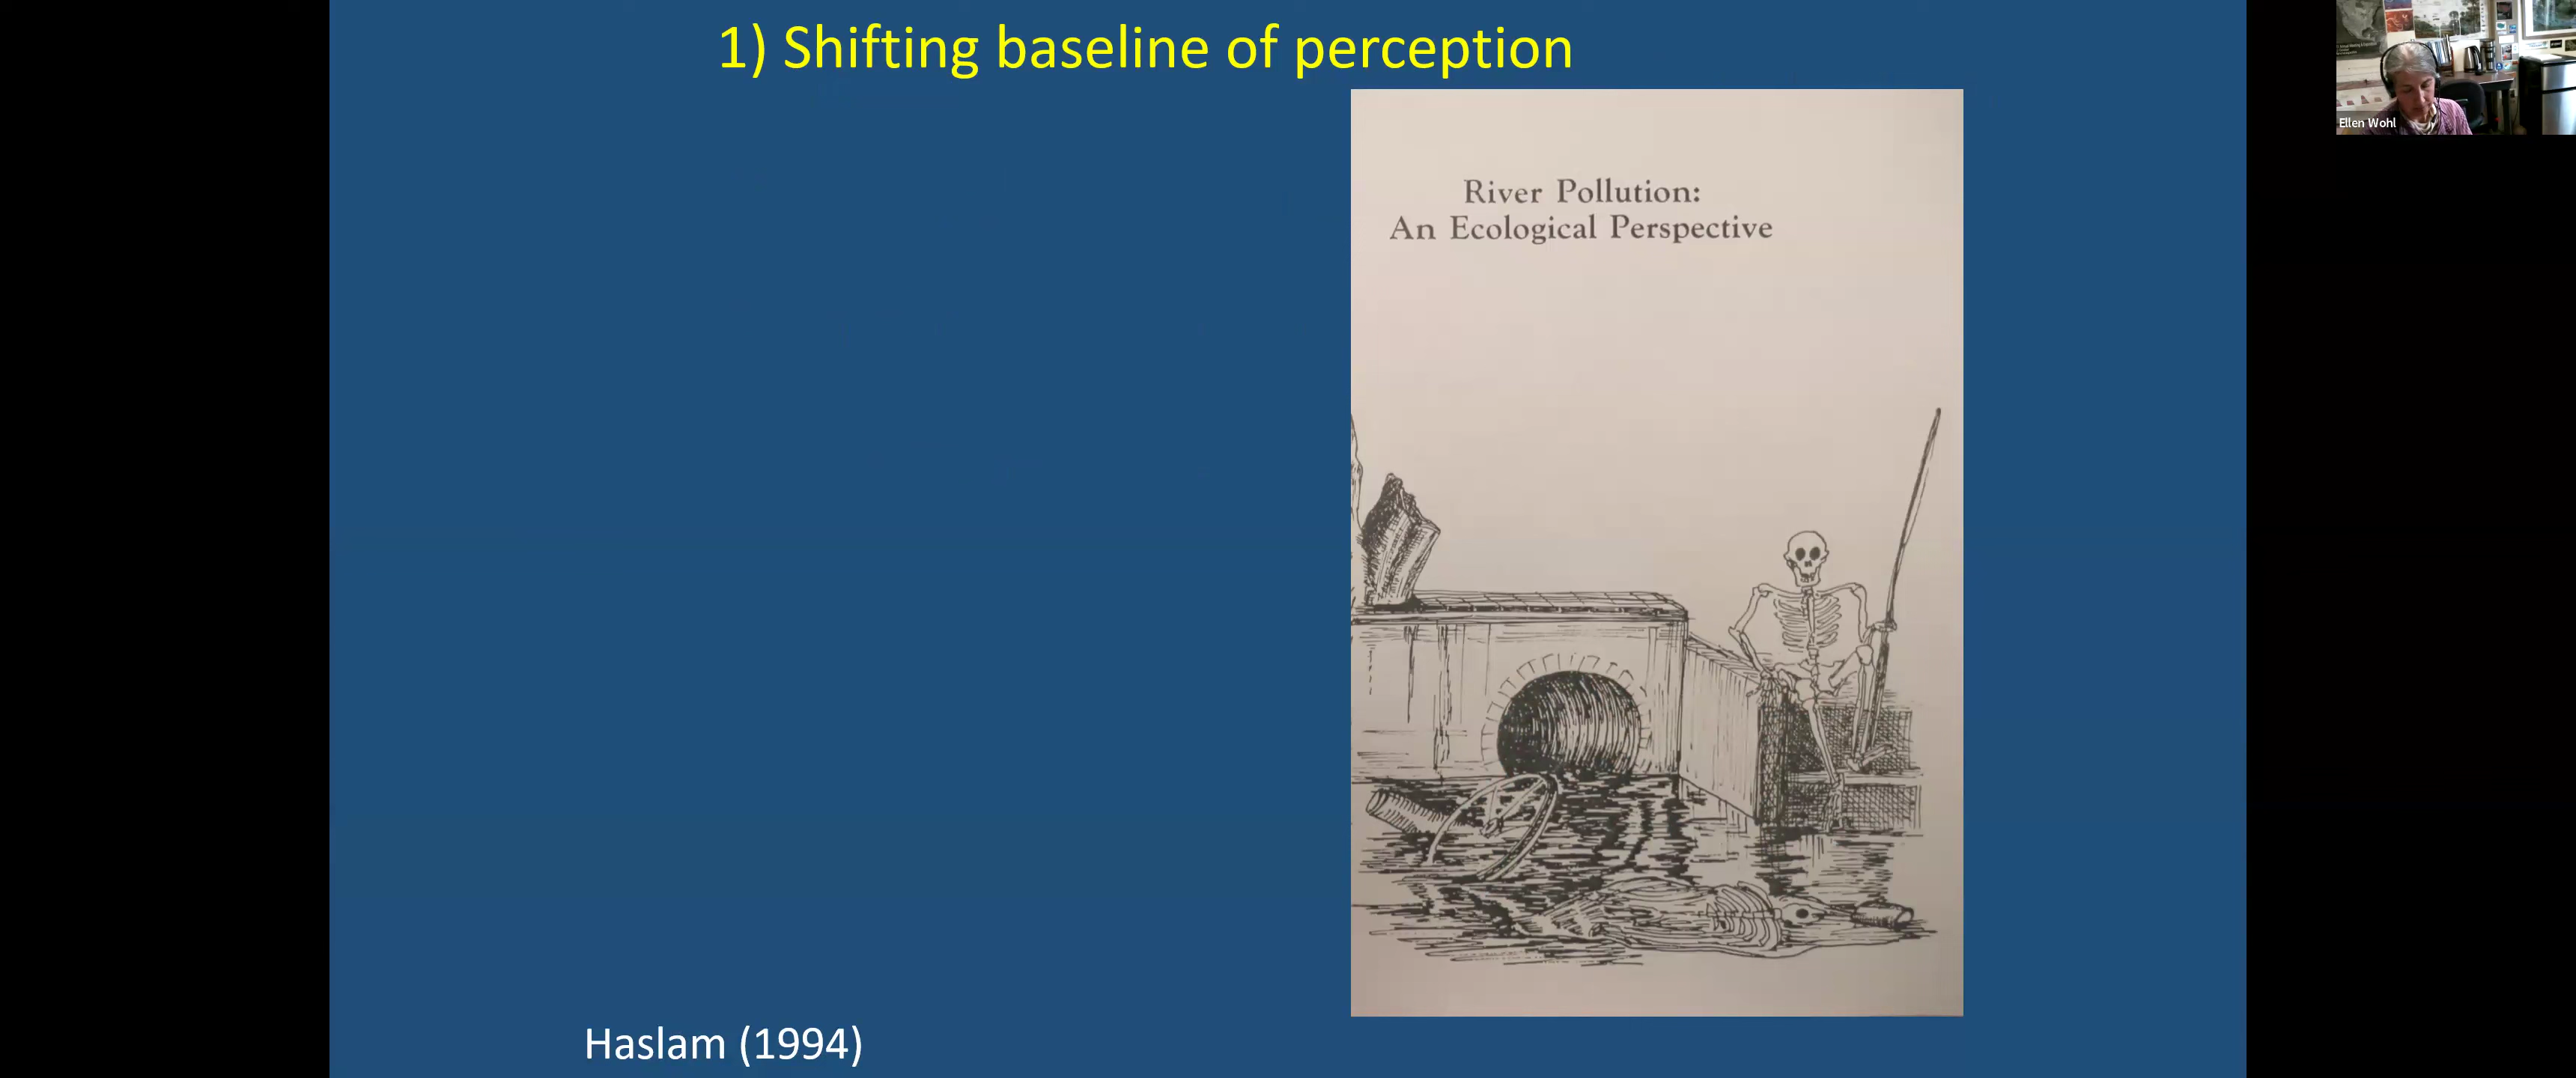 1) Shifting baseline of perception
River Pollution:
An Ecological Perspective
Haslam (1994)
Ellen Wohl